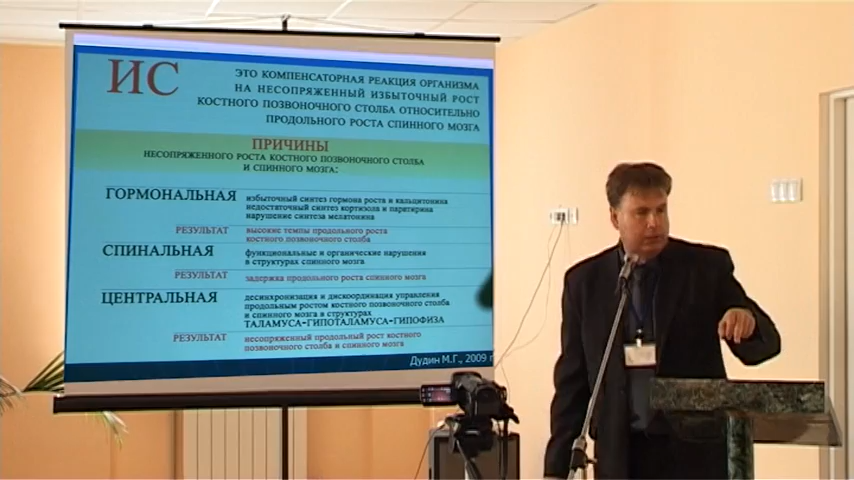 ИС
ЭТО КОМПЕНСАТОРНАЯ РЕАКЦИЯ ОРГАНИЗМА
НА НЕСОПРЯЖЕННЫЙ ИЗБЫТОЧНЫЙ РОСТ
КОСТНОГО ПОЗВОНОЧНОГО СТОЛБА ОТНОСИТЕЛЬНО
ПРОДОЛЬНОГО РОСТА СПИННОГО МОЗГА
ПРИЧИНЫ
НЕСОПРЯЖЕННОГО РОСТА КОСТНОГО ПОЗВОНОЧНОГО СТОЛБА
И СПИННОГО МОЗГА:
ГОРМОНАЛЬНАЯ
избыточный синтез гормона роста и кальцитонина
недостаточный синтез кортизола и паратирина
нарушение синтеза мелатонина
РЕЗУЛЬТАТ
высокие темпы продольного роста
костного позвоночного столба
СПИНАЛЬНАЯ
функциональные и органические нарушения
в структурах спинного мозга
РЕЗУЛЬТАТ
задержка продольного роста спинного мозга
ЦЕНТРАЛЬНАЯ
десинхронизация и дискоординация управления
продольным ростом костного позвоночного столба
и спинного мозга в структурах
ТАЛАМУСА-ГИПОТАЛАМУСА-ГИПОФИЗА
РЕЗУЛЬТАТ
несопряженный продольный рост костного
позвоночного столба и спинного мозга
Дудин М.Г., 2009 г